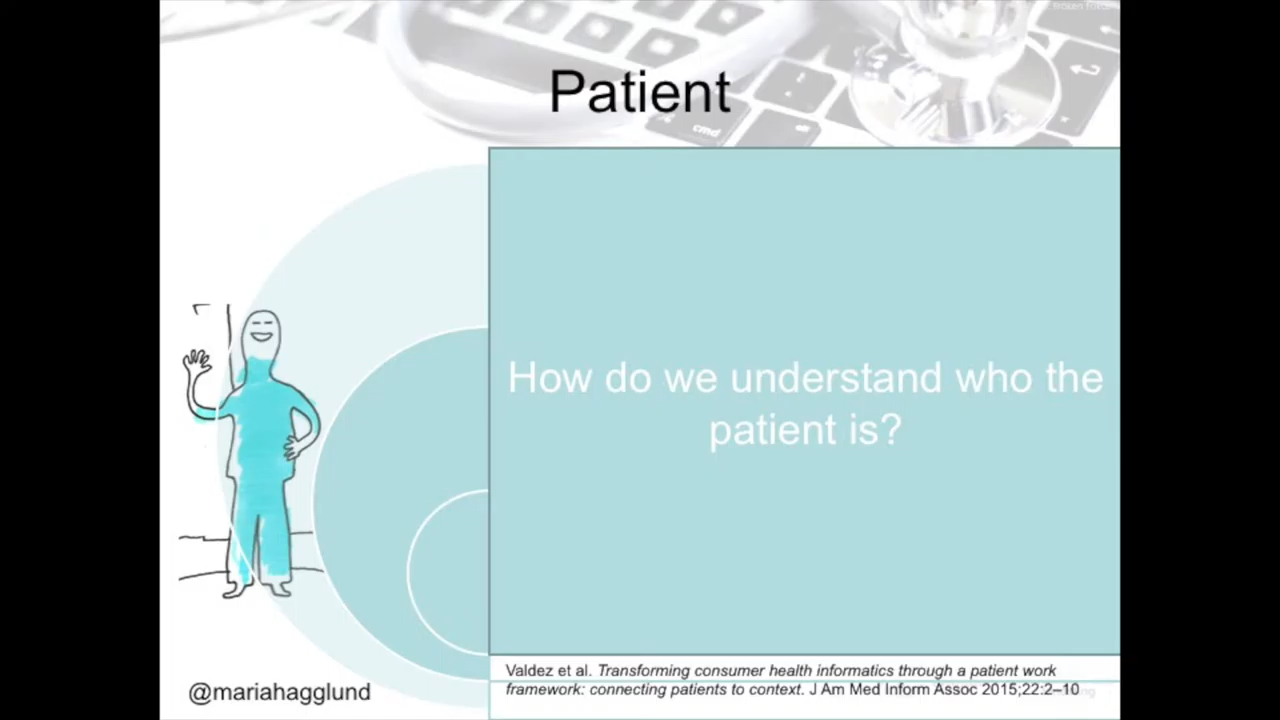 Patient
cmd
How do we understand who the
patient is?
Valdez et al. Transforming consumer health informatics through a patient work
framework: connecting patients to context. J Am Med Inform Assoc 2015;22:2–10
@mariahagglund